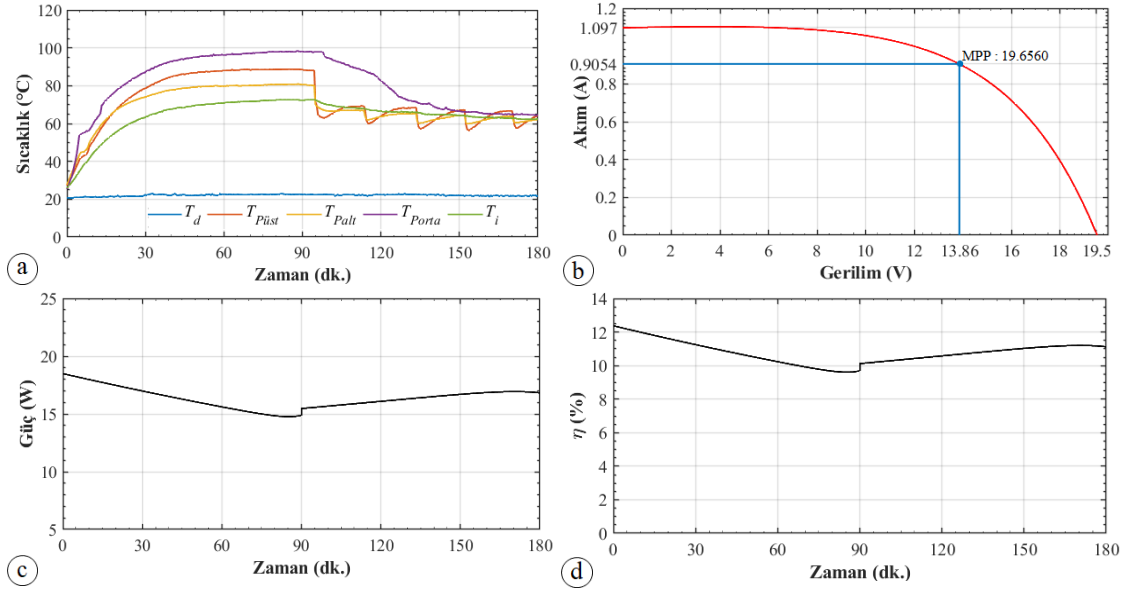 120
100
80
60
40
20
0
Sıcaklık (°C)
T_d T_Püst T_Palt T_Porta T_i
0 30 60 90 120 150 180
Zaman (dk.)
a
1.2
1.097
0.9054
0.8
0.6
0.4
0.2
0
Akım (A)
MPP : 19.6560
0 2 4 6 8 10 12 13.86 16 18 19.5
Gerilim (V)
b
25
20
15
10
5
Güç (W)
0 30 60 90 120 150 180
Zaman (dk.)
c
14
12
10
8
6
4
2
0
η (%)
0 30 60 90 120 150 180
Zaman (dk.)
d